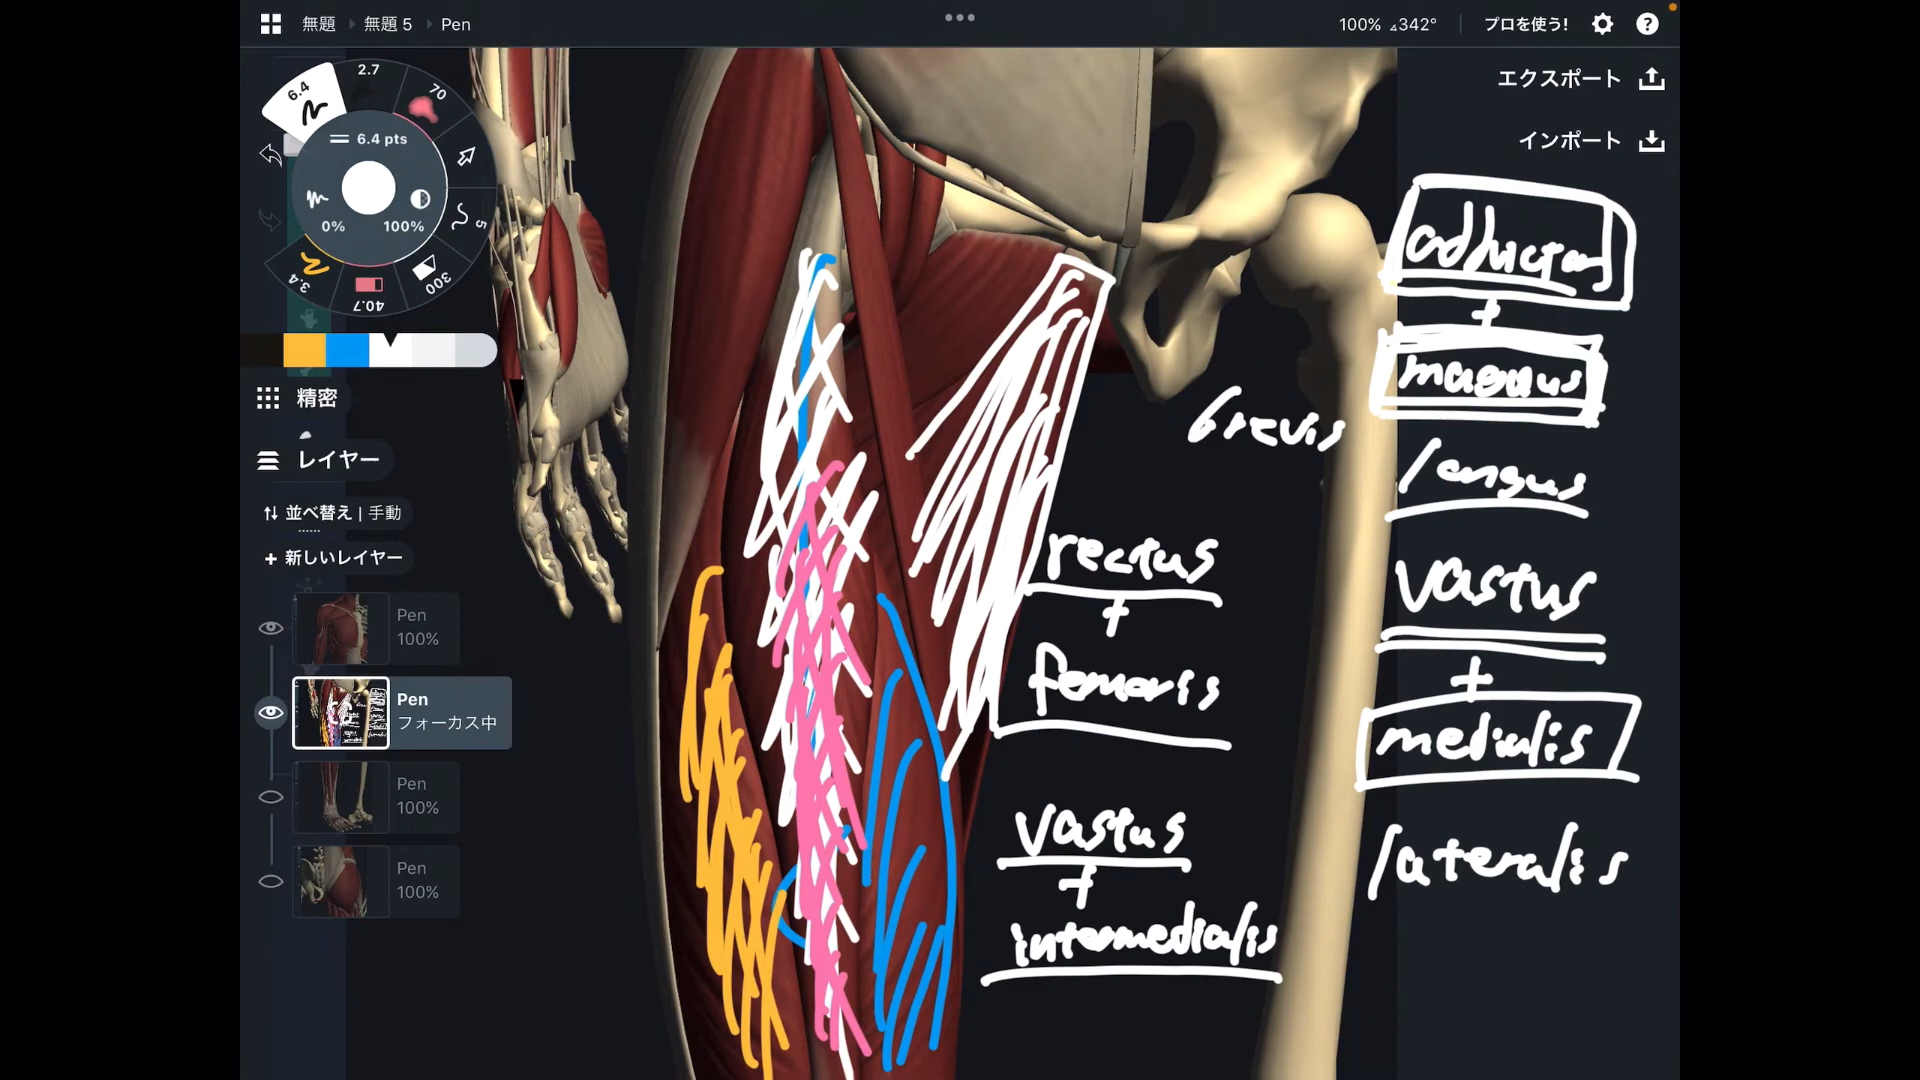 無題 無題 5 Pen
100% ⊿342°
プロを使う!
エクスポート
インポート
2.7
6.4
70
6.4 pts
0% 100%
5
3.4
40.7
300
精密
レイヤー
並べ替え | 手動
+ 新しいレイヤー
Pen
100%
Pen
フォーカス中
Pen
100%
Pen
100%
+
brevis
longus
rectus
+
femoris
vastus
+
intermedialis
vastus
+
medialis
lateralis